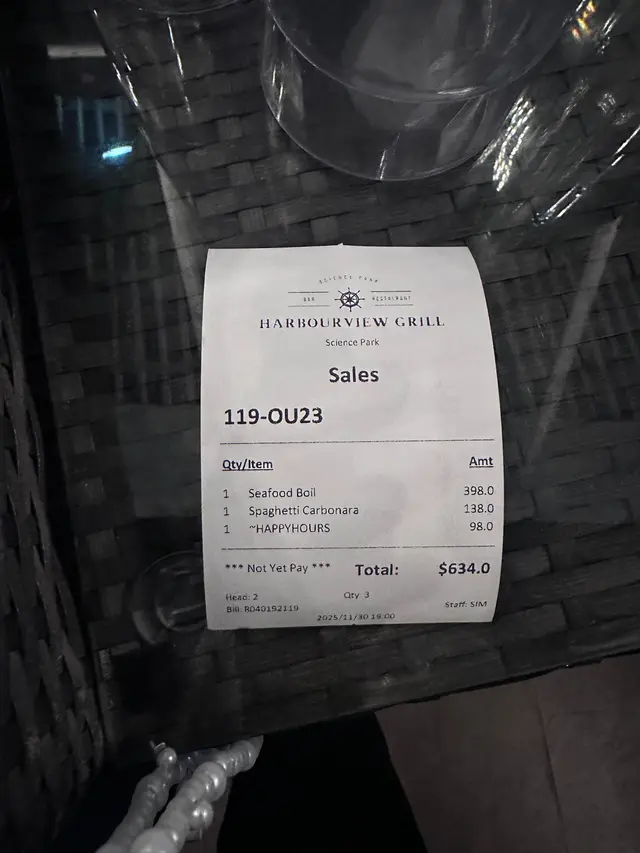 SCIENCE PARK
BAR RESTAURANT
HARBOURVIEW GRILL
Science Park
Sales
119-OU23
Qty/Item Amt
1 Seafood Boil 398.0
1 Spaghetti Carbonara 138.0
1 ~HAPPYHOURS 98.0
*** Not Yet Pay *** Total: $634.0
Head: 2 Qty: 3
Bill: R040192119 Staff: SIM
2025/11/30 18:00